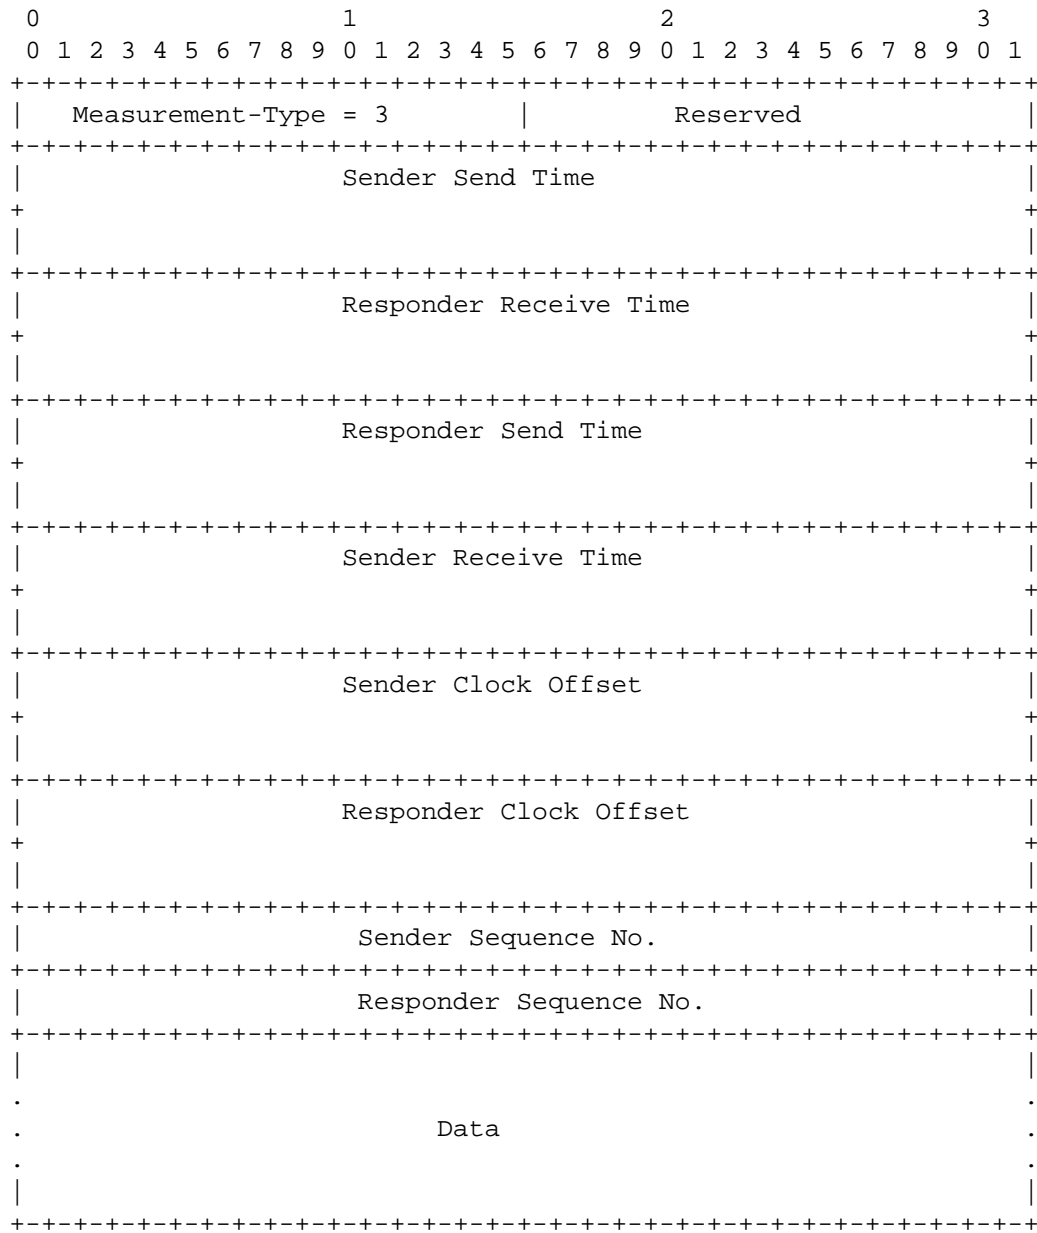 0                   1                   2                   3
 0 1 2 3 4 5 6 7 8 9 0 1 2 3 4 5 6 7 8 9 0 1 2 3 4 5 6 7 8 9 0 1
+-+-+-+-+-+-+-+-+-+-+-+-+-+-+-+-+-+-+-+-+-+-+-+-+-+-+-+-+-+-+-+-+
|   Measurement-Type = 3        |         Reserved              |
+-+-+-+-+-+-+-+-+-+-+-+-+-+-+-+-+-+-+-+-+-+-+-+-+-+-+-+-+-+-+-+-+
|                    Sender Send Time                           |
+                                                               +
|                                                               |
+-+-+-+-+-+-+-+-+-+-+-+-+-+-+-+-+-+-+-+-+-+-+-+-+-+-+-+-+-+-+-+-+
|                    Responder Receive Time                     |
+                                                               +
|                                                               |
+-+-+-+-+-+-+-+-+-+-+-+-+-+-+-+-+-+-+-+-+-+-+-+-+-+-+-+-+-+-+-+-+
|                    Responder Send Time                        |
+                                                               +
|                                                               |
+-+-+-+-+-+-+-+-+-+-+-+-+-+-+-+-+-+-+-+-+-+-+-+-+-+-+-+-+-+-+-+-+
|                    Sender Receive Time                        |
+                                                               +
|                                                               |
+-+-+-+-+-+-+-+-+-+-+-+-+-+-+-+-+-+-+-+-+-+-+-+-+-+-+-+-+-+-+-+-+
|                    Sender Clock Offset                        |
+                                                               +
|                                                               |
+-+-+-+-+-+-+-+-+-+-+-+-+-+-+-+-+-+-+-+-+-+-+-+-+-+-+-+-+-+-+-+-+
|                    Responder Clock Offset                     |
+                                                               +
|                                                               |
+-+-+-+-+-+-+-+-+-+-+-+-+-+-+-+-+-+-+-+-+-+-+-+-+-+-+-+-+-+-+-+-+
|                     Sender Sequence No.                       |
+-+-+-+-+-+-+-+-+-+-+-+-+-+-+-+-+-+-+-+-+-+-+-+-+-+-+-+-+-+-+-+-+
|                     Responder Sequence No.                    |
+-+-+-+-+-+-+-+-+-+-+-+-+-+-+-+-+-+-+-+-+-+-+-+-+-+-+-+-+-+-+-+-+
|                                                               |
.                                                               .
.                          Data                                 .
.                                                               .
|                                                               |
+-+-+-+-+-+-+-+-+-+-+-+-+-+-+-+-+-+-+-+-+-+-+-+-+-+-+-+-+-+-+-+-+